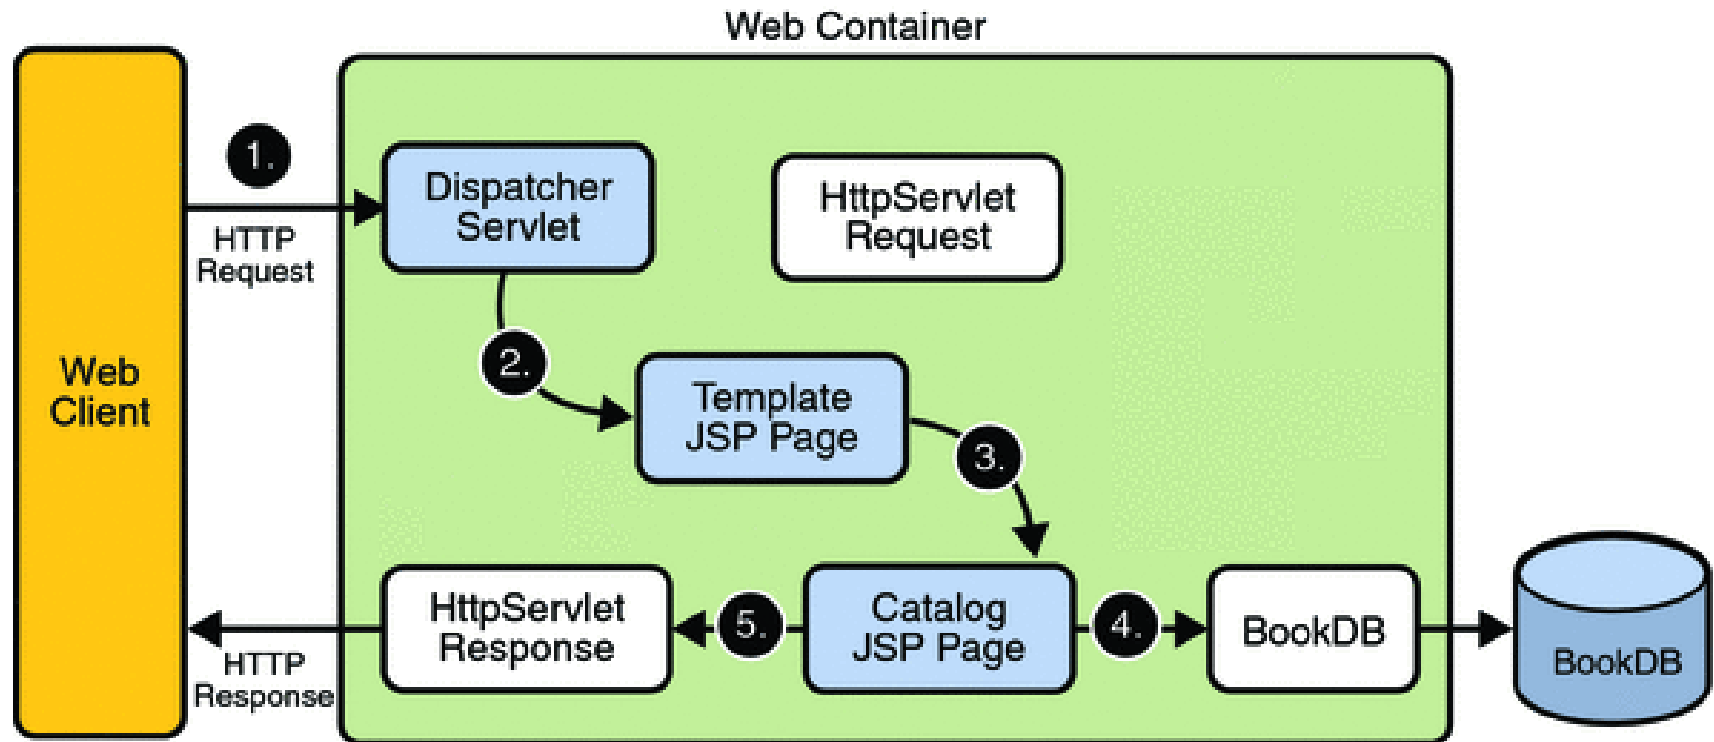 Web Container
1.
HTTP
Request
Dispatcher
Servlet
HttpServlet
Request
Web
Client
2.
Template
JSP Page
3.
HttpServlet
Response
5.
Catalog
JSP Page
4.
BookDB
BookDB
HTTP
Response